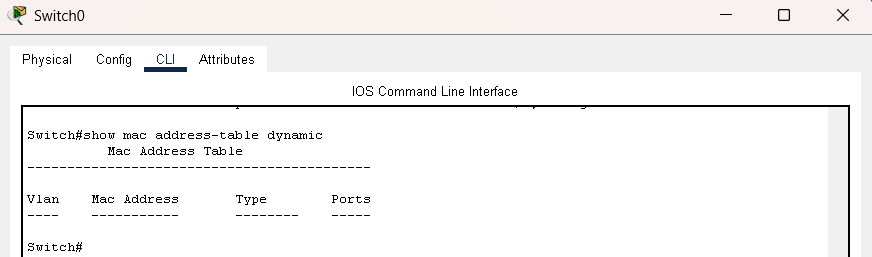 Switch0
Physical Config CLI Attributes
IOS Command Line Interface
Switch#show mac address-table dynamic
Mac Address Table
-------------------------------------------
Vlan Mac Address Type Ports
---- ----------- -------- -----
Switch#